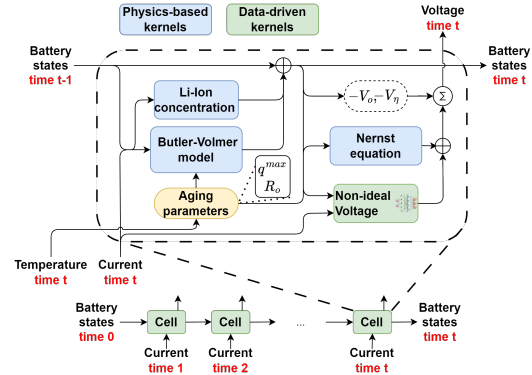 Physics-based
kernels
Data-driven
kernels
Voltage
time t
Battery
states
time t-1
Battery
states
time t
Li-Ion
concentration
−Vₒ,−V_η
Σ
Butler-Volmer
model
Nernst
equation
q^max
Rₒ
Aging
parameters
Non-ideal
Voltage
Temperature
time t
Current
time t
Battery
states
time 0
Cell
Cell
...
Cell
Battery
states
time t
Current
time 1
Current
time 2
Current
time t